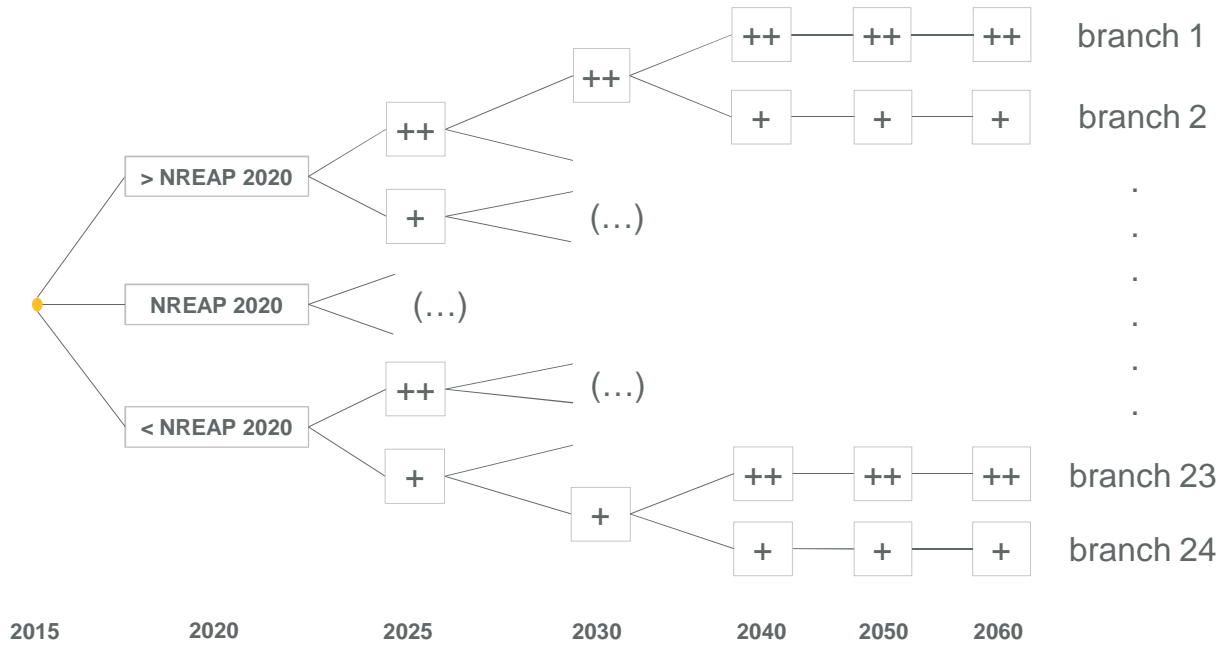 ++ ++ ++ branch 1
++
+ + + branch 2
++
> NREAP 2020
.
+ (…)
.
.
NREAP 2020 (…)
.
.
++ (…)
.
< NREAP 2020
+ ++ ++ ++ branch 23
+
+ + + branch 24
2015 2020 2025 2030 2040 2050 2060